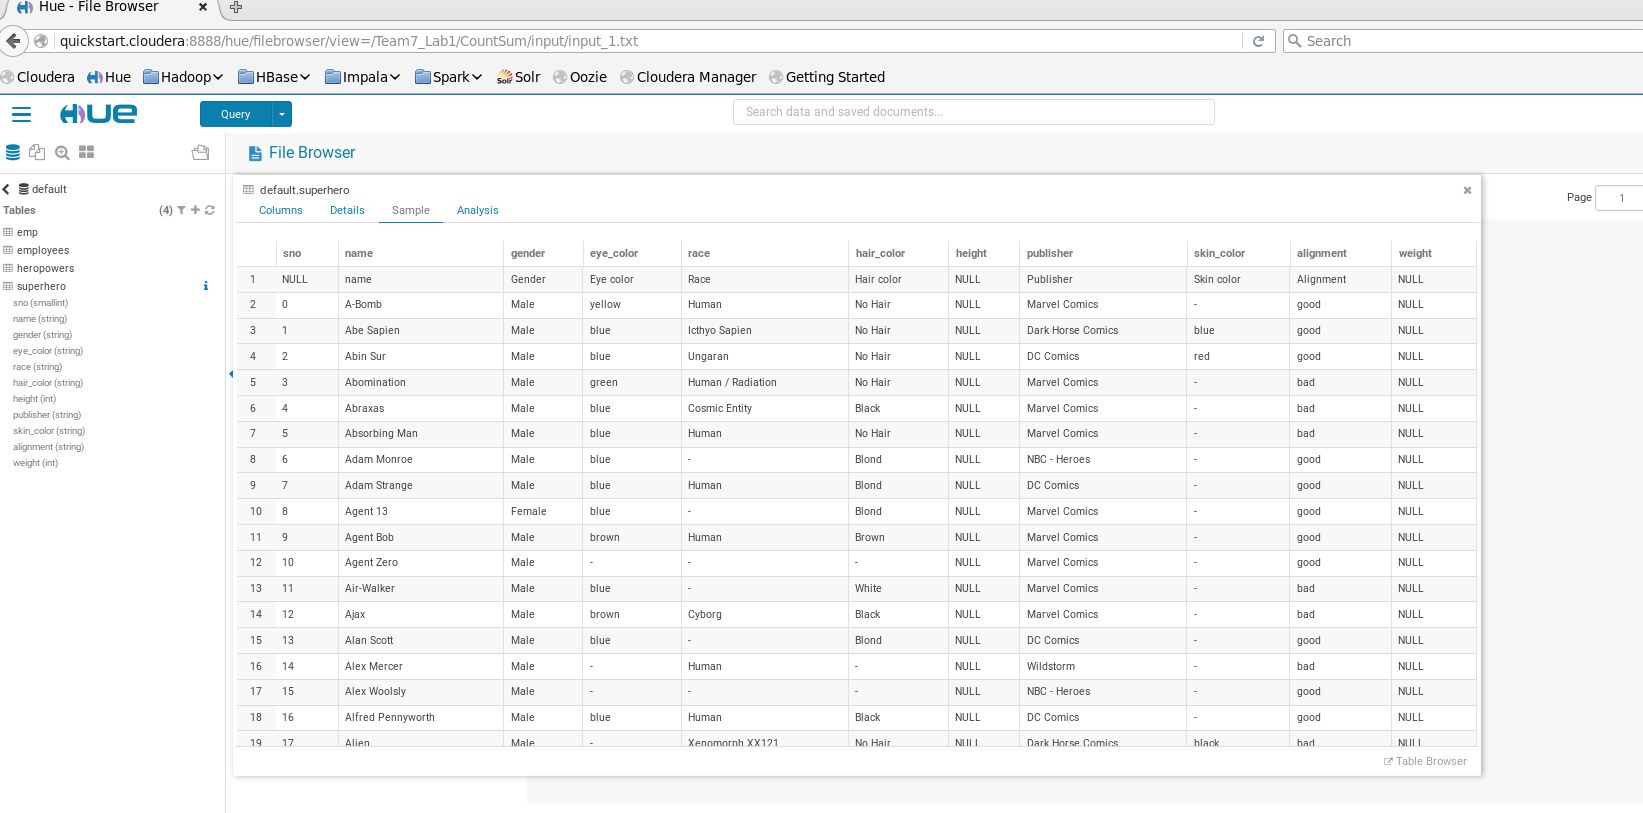 Hue - File Browser
quickstart.cloudera:8888/hue/filebrowser/view=/Team7_Lab1/CountSum/input/input_1.txt Search
Cloudera Hue Hadoop HBase Impala Spark Solr Oozie Cloudera Manager Getting Started
HUE Query Search data and saved documents...
File Browser
default
Tables (4)
emp
employees
heropowers
superhero
sno (smallint)
name (string)
gender (string)
eye_color (string)
race (string)
hair_color (string)
height (int)
publisher (string)
skin_color (string)
alignment (string)
weight (int)
default.superhero
Columns Details Sample Analysis
Page 1
sno name gender eye_color race hair_color height publisher skin_color alignment weight
1 NULL name Gender Eye color Race Hair color NULL Publisher Skin color Alignment NULL
2 0 A-Bomb Male yellow Human No Hair NULL Marvel Comics - good NULL
3 1 Abe Sapien Male blue Icthyo Sapien No Hair NULL Dark Horse Comics blue good NULL
4 2 Abin Sur Male blue Ungaran No Hair NULL DC Comics red good NULL
5 3 Abomination Male green Human / Radiation No Hair NULL Marvel Comics - bad NULL
6 4 Abraxas Male blue Cosmic Entity Black NULL Marvel Comics - bad NULL
7 5 Absorbing Man Male blue Human No Hair NULL Marvel Comics - bad NULL
8 6 Adam Monroe Male blue - Blond NULL NBC - Heroes - good NULL
9 7 Adam Strange Male blue Human Blond NULL DC Comics - good NULL
10 8 Agent 13 Female blue - Blond NULL Marvel Comics - good NULL
11 9 Agent Bob Male brown Human Brown NULL Marvel Comics - good NULL
12 10 Agent Zero Male - - - NULL Marvel Comics - good NULL
13 11 Air-Walker Male blue - White NULL Marvel Comics - bad NULL
14 12 Ajax Male brown Cyborg Black NULL Marvel Comics - bad NULL
15 13 Alan Scott Male blue - Blond NULL DC Comics - good NULL
16 14 Alex Mercer Male - Human - NULL Wildstorm - bad NULL
17 15 Alex Woolsly Male - - - NULL NBC - Heroes - good NULL
18 16 Alfred Pennyworth Male blue Human Black NULL DC Comics - good NULL
19 17 Alien Male - Xenomorph XX121 No Hair NULL Dark Horse Comics black bad NULL
Table Browser